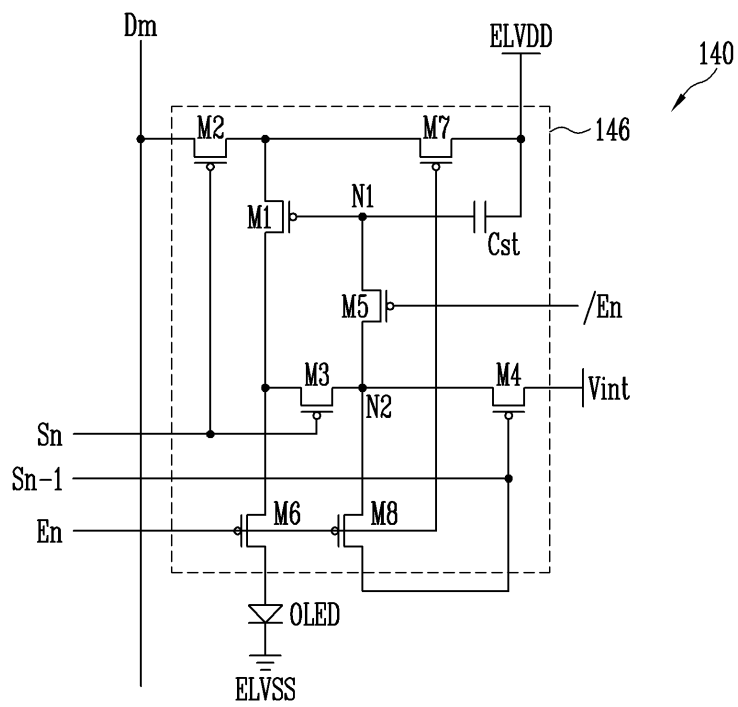 Dm
ELVDD
140
M2
M7
146
N1
M1
Cst
M5
/En
M3
M4
N2
Vint
Sn
Sn-1
M6
M8
En
OLED
ELVSS